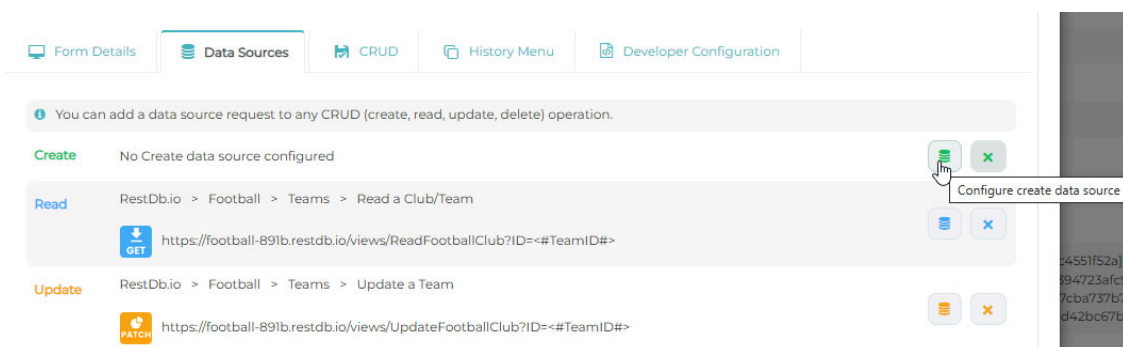 Form Details Data Sources CRUD History Menu Developer Configuration
You can add a data source request to any CRUD (create, read, update, delete) operation.
Create No Create data source configured
Configure create data source
Read RestDb.io > Football > Teams > Read a Club/Team
GET https://football-891b.restdb.io/views/ReadFootballClub?ID=<#TeamID#>
Update RestDb.io > Football > Teams > Update a Team
PATCH https://football-891b.restdb.io/views/UpdateFootballClub?ID=<#TeamID#>